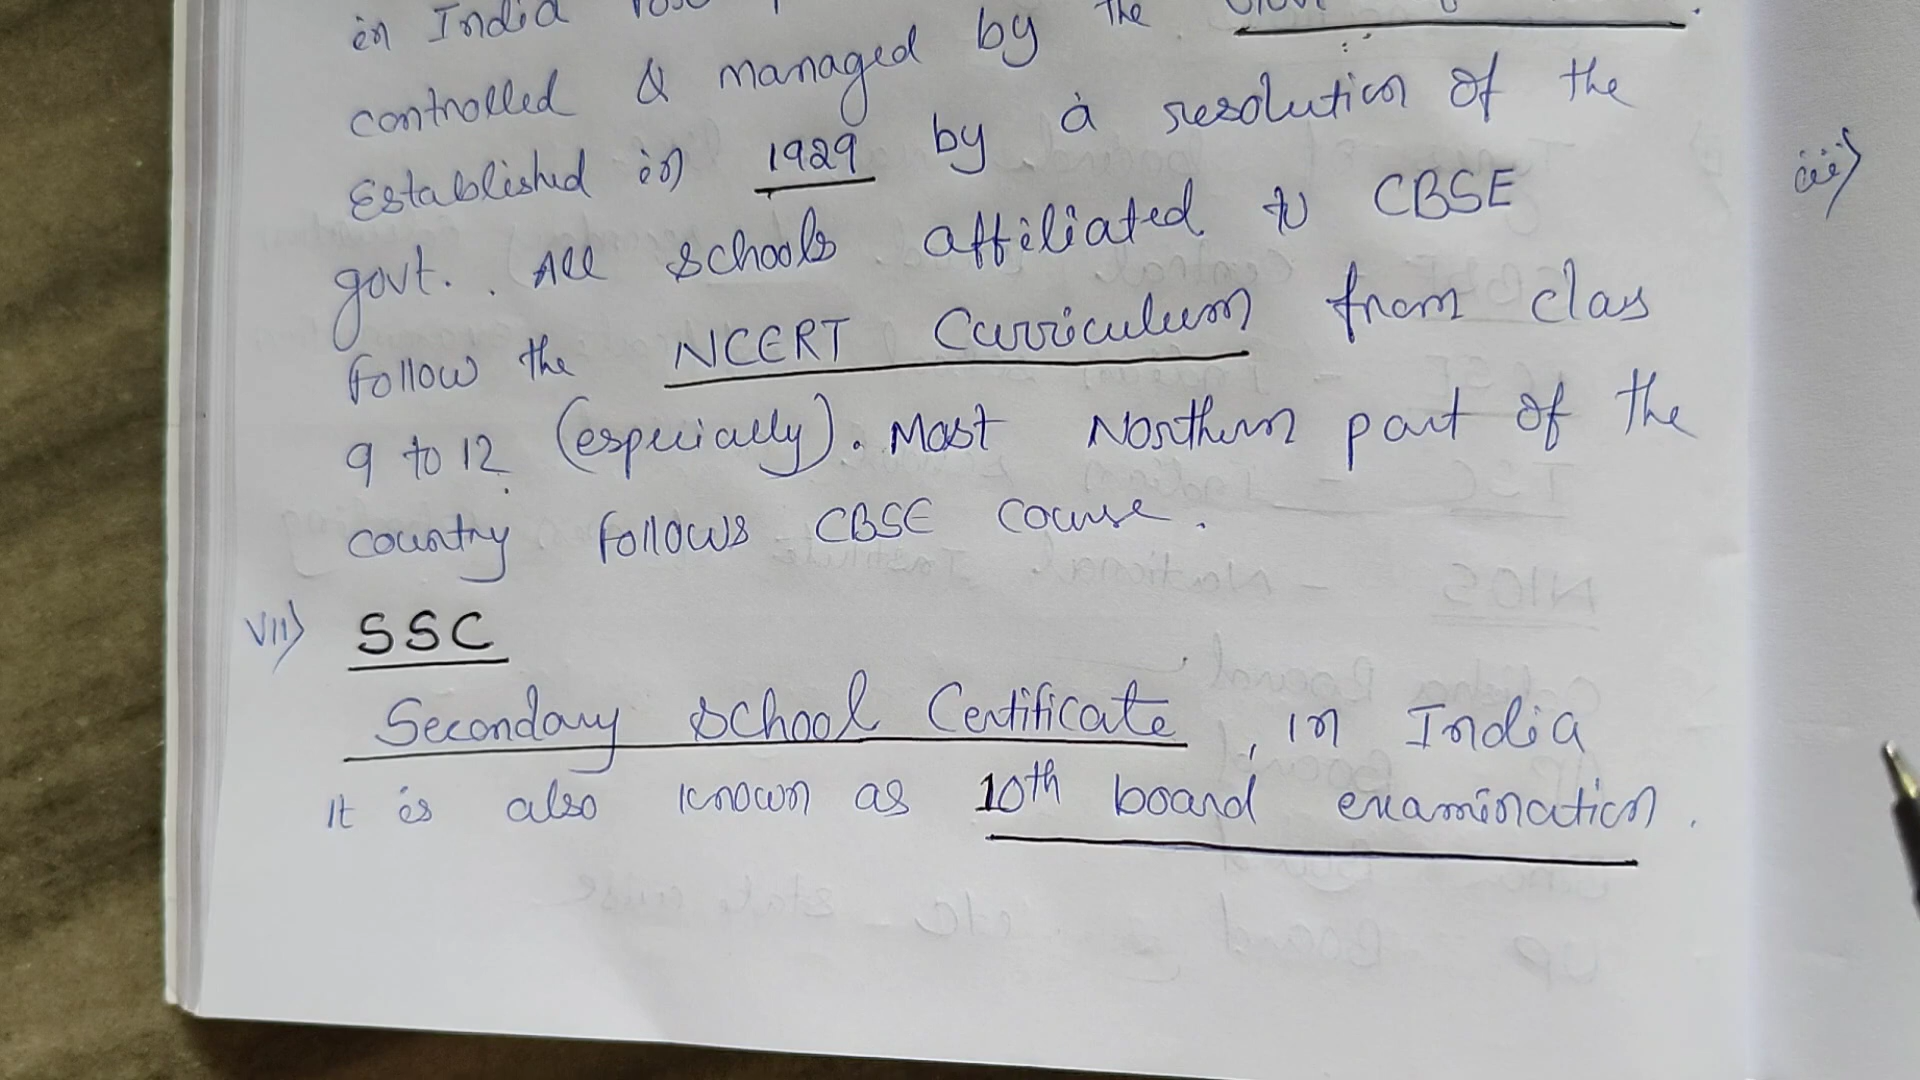 in India
controlled & managed by the
Established in 1929 by a resolution of the
govt. . All schools affiliated to CBSE
follow the NCERT Curriculum from class
9 to 12 (especially). Most Northern part of the
country follows CBSE course.
VII) SSC
Secondary School Certificate, in India
It is also known as 10th board examination.
iii)